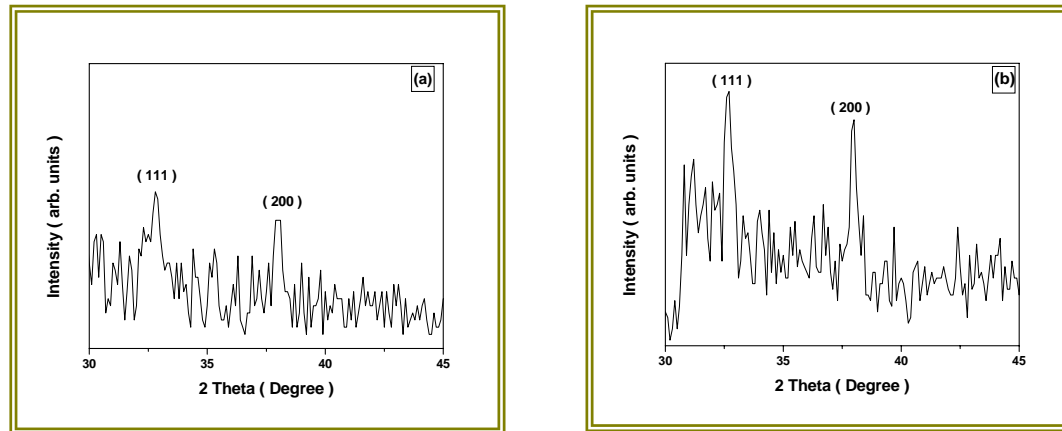 (a)
( 111 )
( 200 )
Intensity ( arb. units )
30 35 40 45
2 Theta ( Degree )
(b)
( 111 )
( 200 )
Intensity ( arb. units )
30 35 40 45
2 Theta ( Degree )